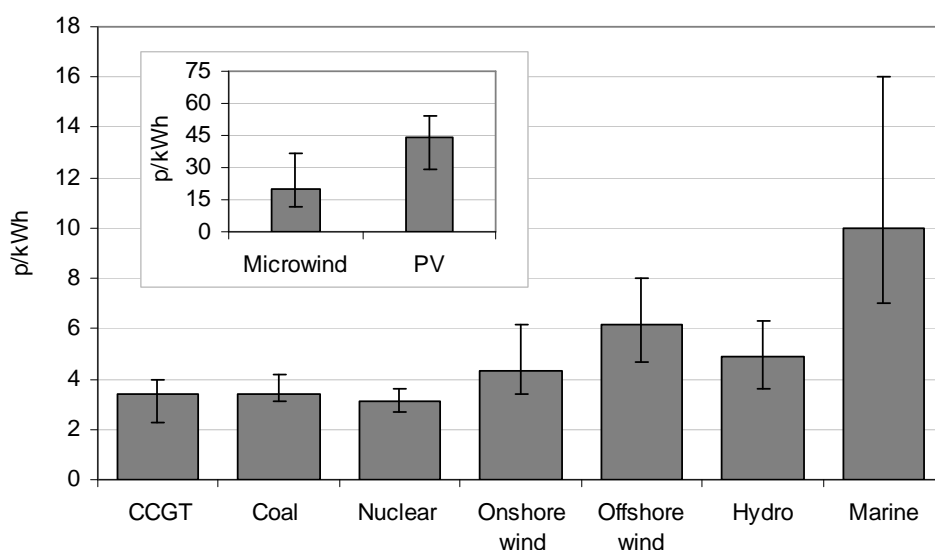 18
16
14
12
10
8
6
4
2
0
p/kWh
75
60
45
30
15
0
p/kWh
Microwind
PV
CCGT
Coal
Nuclear
Onshore
wind
Offshore
wind
Hydro
Marine